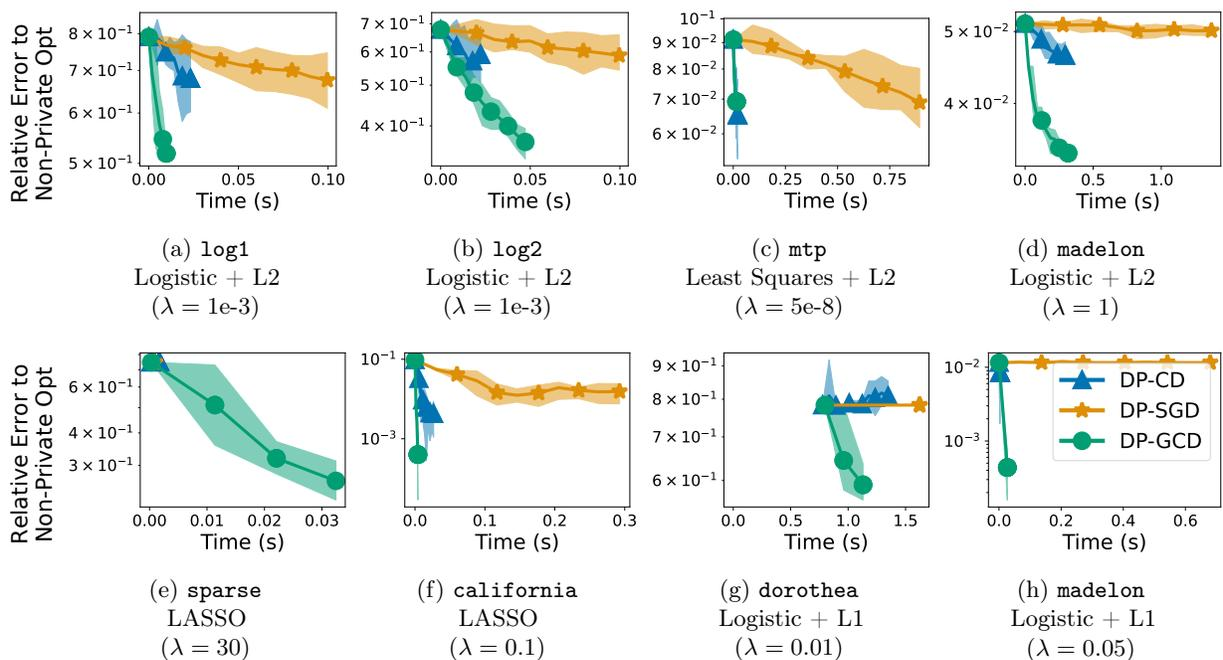 Relative Error to
Non-Private Opt
8 × 10⁻¹
7 × 10⁻¹
6 × 10⁻¹
5 × 10⁻¹
0.00 0.05 0.10
Time (s)
7 × 10⁻¹
6 × 10⁻¹
5 × 10⁻¹
4 × 10⁻¹
0.00 0.05 0.10
Time (s)
10⁻¹
9 × 10⁻²
8 × 10⁻²
7 × 10⁻²
6 × 10⁻²
0.00 0.25 0.50 0.75
Time (s)
5 × 10⁻²
4 × 10⁻²
0.0 0.5 1.0
Time (s)
(a) log1
Logistic + L2
(λ = 1e-3)
(b) log2
Logistic + L2
(λ = 1e-3)
(c) mtp
Least Squares + L2
(λ = 5e-8)
(d) madelon
Logistic + L2
(λ = 1)
Relative Error to
Non-Private Opt
6 × 10⁻¹
4 × 10⁻¹
3 × 10⁻¹
0.00 0.01 0.02 0.03
Time (s)
10⁻¹
10⁻³
0.0 0.1 0.2 0.3
Time (s)
9 × 10⁻¹
8 × 10⁻¹
7 × 10⁻¹
6 × 10⁻¹
0.0 0.5 1.0 1.5
Time (s)
10⁻²
10⁻³
0.0 0.2 0.4 0.6
Time (s)
DP-CD
DP-SGD
DP-GCD
(e) sparse
LASSO
(λ = 30)
(f) california
LASSO
(λ = 0.1)
(g) dorothea
Logistic + L1
(λ = 0.01)
(h) madelon
Logistic + L1
(λ = 0.05)